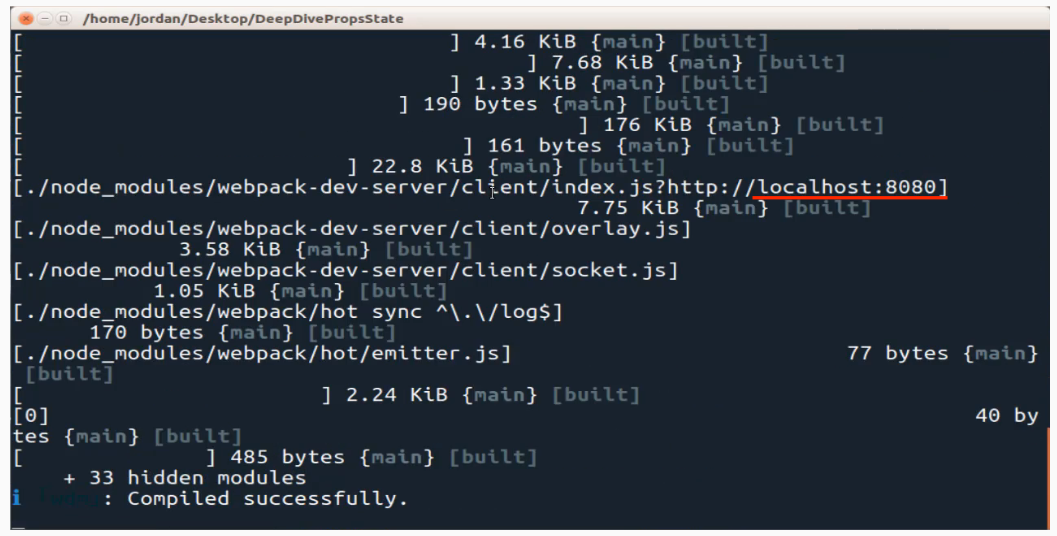 /home/jordan/Desktop/DeepDivePropsState
[ ] 4.16 KiB {main} [built]
[ ] 7.68 KiB {main} [built]
[ ] 1.33 KiB {main} [built]
[ ] 190 bytes {main} [built]
[ ] 176 KiB {main} [built]
[ ] 161 bytes {main} [built]
[ ] 22.8 KiB {main} [built]
[./node_modules/webpack-dev-server/client/index.js?http://localhost:8080]
7.75 KiB {main} [built]
[./node_modules/webpack-dev-server/client/overlay.js]
3.58 KiB {main} [built]
[./node_modules/webpack-dev-server/client/socket.js]
1.05 KiB {main} [built]
[./node_modules/webpack/hot sync ^\.\/log$]
170 bytes {main} [built]
[./node_modules/webpack/hot/emitter.js] 77 bytes {main}
[built]
[ ] 2.24 KiB {main} [built]
[0] 40 by
tes {main} [built]
[ ] 485 bytes {main} [built]
+ 33 hidden modules
i : Compiled successfully.